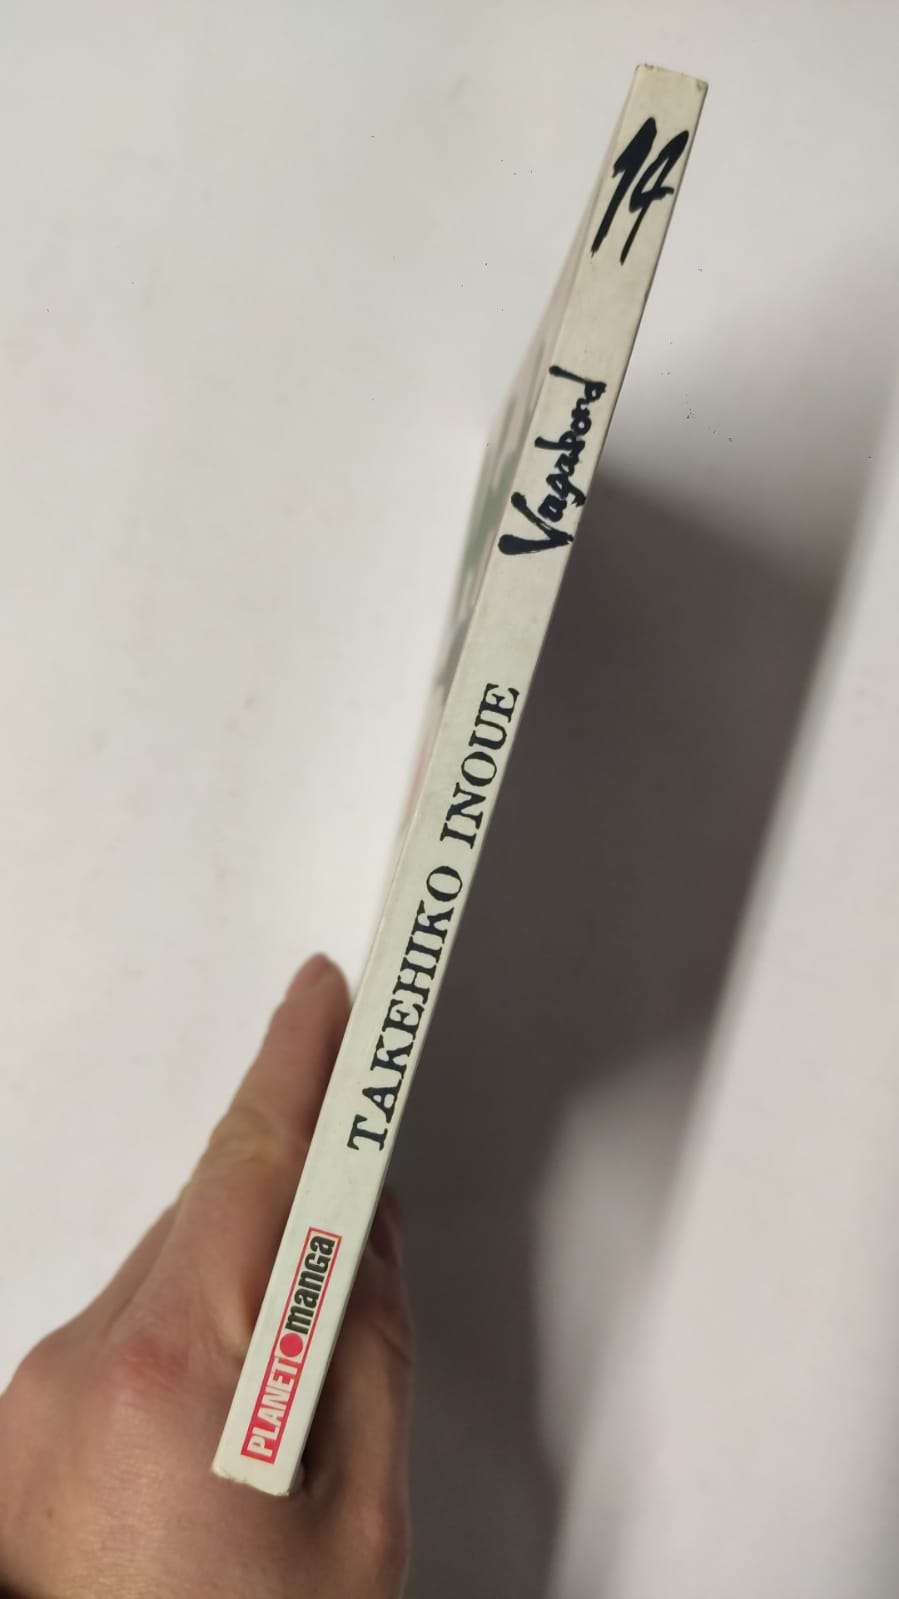 14
Vagabond
TAKEHIKO INOUE
PLANET manga